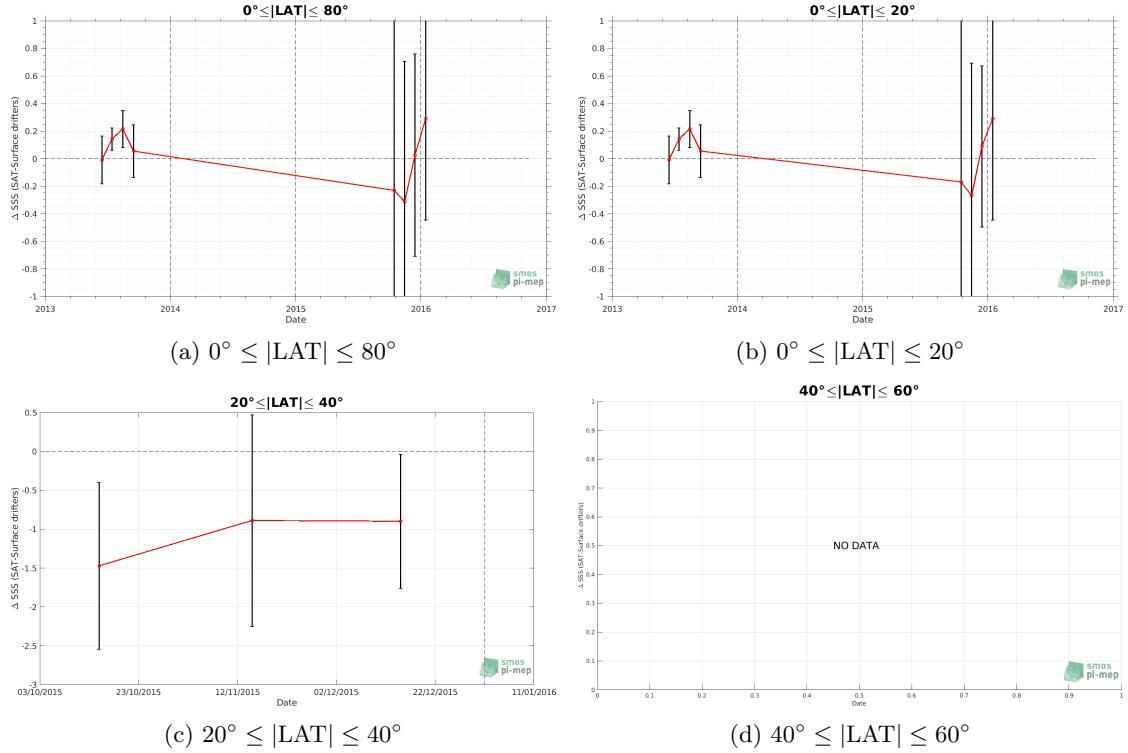 0°≤|LAT|≤ 80°
1
0.8
0.6
0.4
0.2
0
-0.2
-0.4
-0.6
-0.8
-1
Δ SSS (SAT-Surface drifters)
2013
2014
2015
2016
2017
Date
smos
pi-mep
(a) 0° ≤ |LAT| ≤ 80°
0°≤|LAT|≤ 20°
1
0.8
0.6
0.4
0.2
0
-0.2
-0.4
-0.6
-0.8
-1
Δ SSS (SAT-Surface drifters)
2013
2014
2015
2016
2017
Date
smos
pi-mep
(b) 0° ≤ |LAT| ≤ 20°
20°≤|LAT|≤ 40°
0.5
0
-0.5
-1
-1.5
-2
-2.5
-3
Δ SSS (SAT-Surface drifters)
03/10/2015
23/10/2015
12/11/2015
02/12/2015
22/12/2015
11/01/2016
Date
smos
pi-mep
(c) 20° ≤ |LAT| ≤ 40°
40°≤|LAT|≤ 60°
1
0.9
0.8
0.7
0.6
0.5
0.4
0.3
0.2
0.1
0
Δ SSS (SAT-Surface drifters)
NO DATA
0
0.1
0.2
0.3
0.4
0.5
0.6
0.7
0.8
0.9
1
Date
smos
pi-mep
(d) 40° ≤ |LAT| ≤ 60°